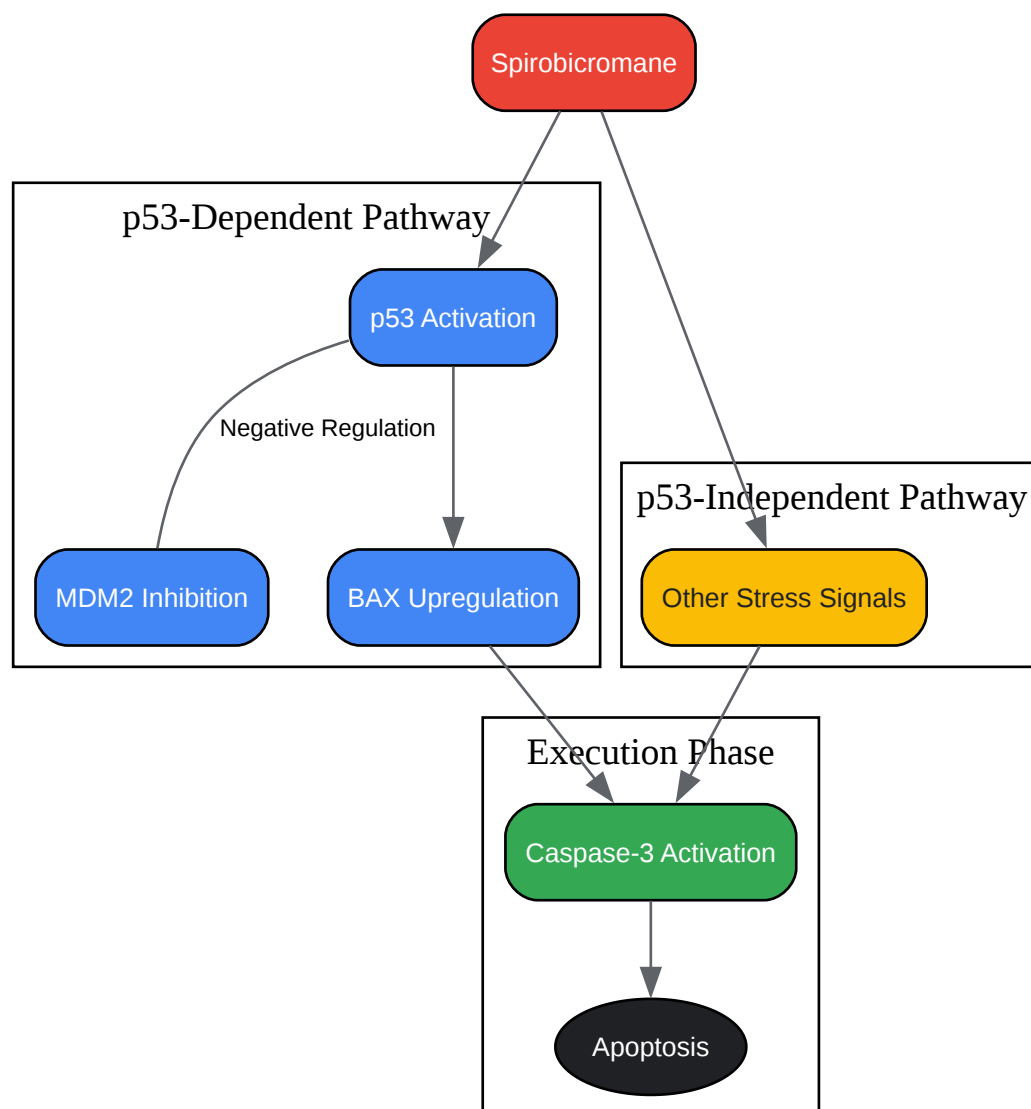 Spirobicromane
p53-Dependent Pathway
p53 Activation
Negative Regulation
p53-Independent Pathway
MDM2 Inhibition
BAX Upregulation
Other Stress Signals
Execution Phase
Caspase-3 Activation
Apoptosis